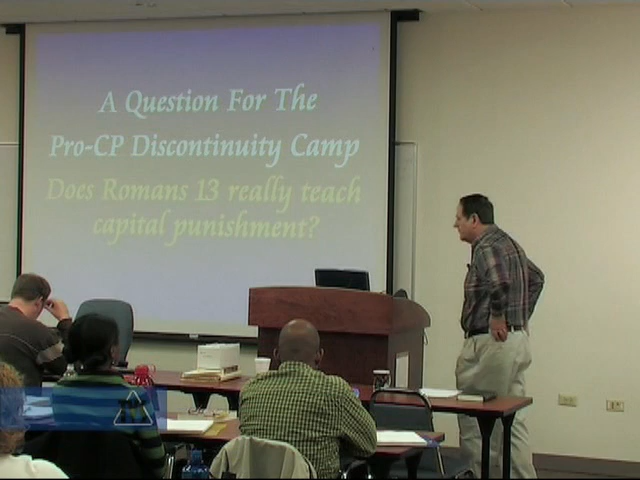 A Question For The
Pro-CP Discontinuity Camp
Does Romans 13 really teach
capital punishment?